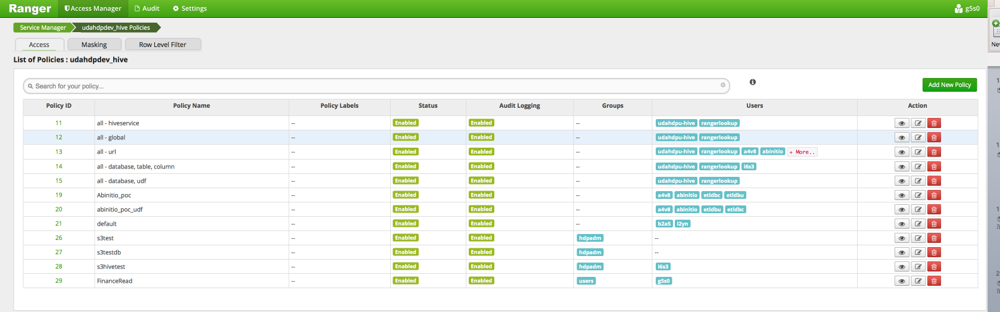 Ranger Access Manager Audit Settings g5s0
Service Manager udahdpdev_hive Policies
Access Masking Row Level Filter
List of Policies : udahdpdev_hive
Search for your policy... Add New Policy
Policy ID Policy Name Policy Labels Status Audit Logging Groups Users Action
11 all - hiveservice -- Enabled Enabled -- udahdpu-hive rangerlookup
12 all - global -- Enabled Enabled -- udahdpu-hive rangerlookup
13 all - url -- Enabled Enabled -- udahdpu-hive rangerlookup a4v8 abinitio + More..
14 all - database, table, column -- Enabled Enabled -- udahdpu-hive rangerlookup i6s3
15 all - database, udf -- Enabled Enabled -- udahdpu-hive rangerlookup
19 Abinitio_poc -- Enabled Enabled -- a4v8 abinitio etldbc etldbu
20 abinitio_poc_udf -- Enabled Enabled -- a4v8 abinitio etldbu etldbc
21 default -- Enabled Enabled -- b2a5 i2yn
26 s3test -- Enabled Enabled hdpadm --
27 s3testdb -- Enabled Enabled hdpadm --
28 s3hivetest -- Enabled Enabled hdpadm i6s3
29 FinanceRead -- Enabled Enabled users g5s0